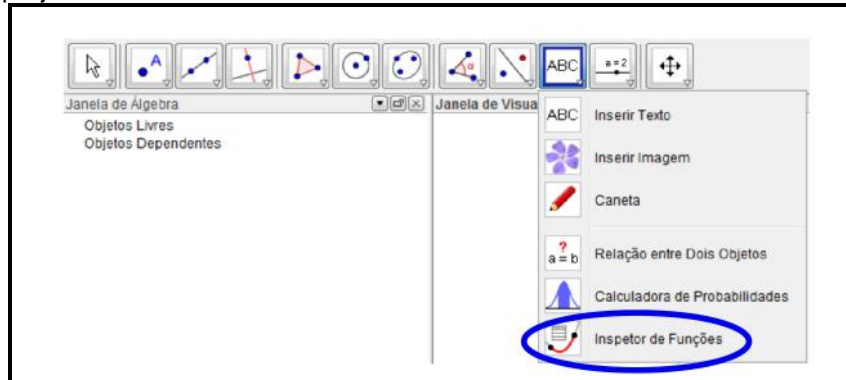 A
α
ABC
a=2
Janela de Álgebra
Janela de Visua
Objetos Livres
Objetos Dependentes
ABC Inserir Texto
Inserir Imagem
Caneta
?
a = b Relação entre Dois Objetos
Calculadora de Probabilidades
Inspetor de Funções